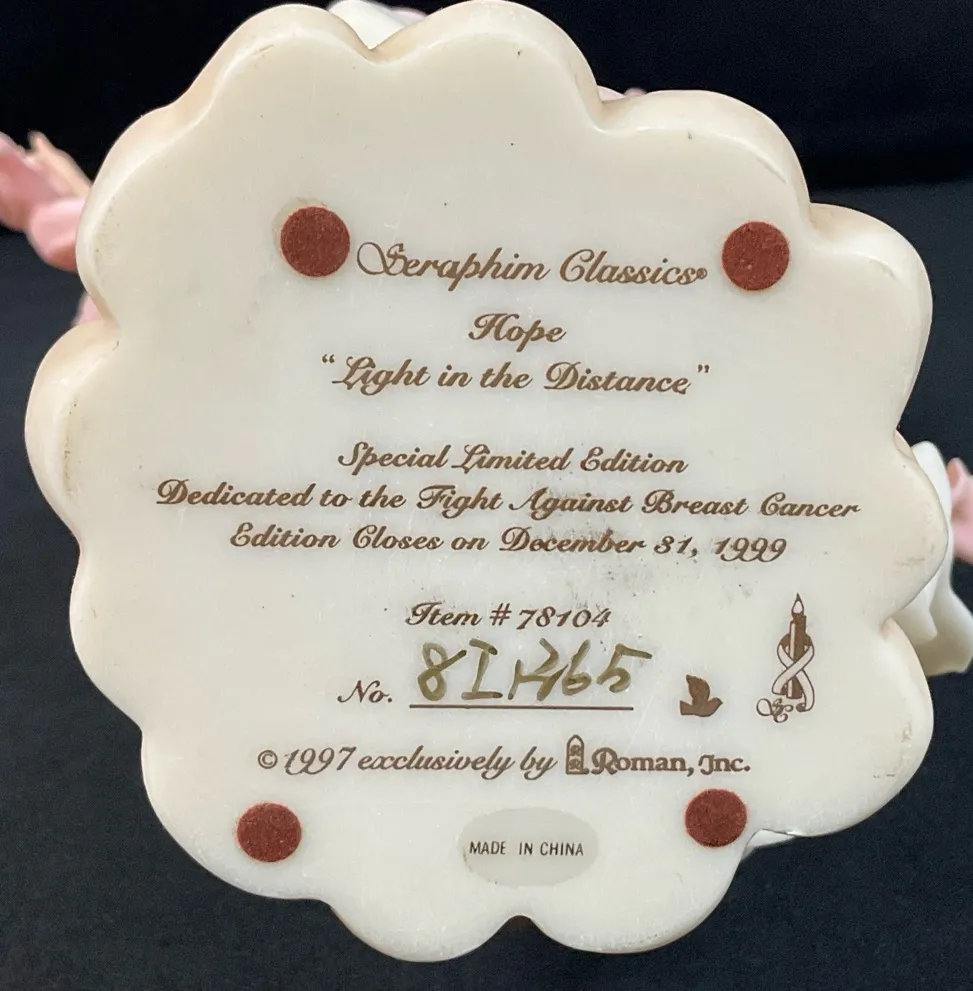 Seraphim Classics®
Hope
"Light in the Distance"
Special Limited Edition
Dedicated to the Fight Against Breast Cancer
Edition Closes on December 31, 1999
Item # 78104
No.
© 1997 exclusively by Roman, Inc.
MADE IN CHINA